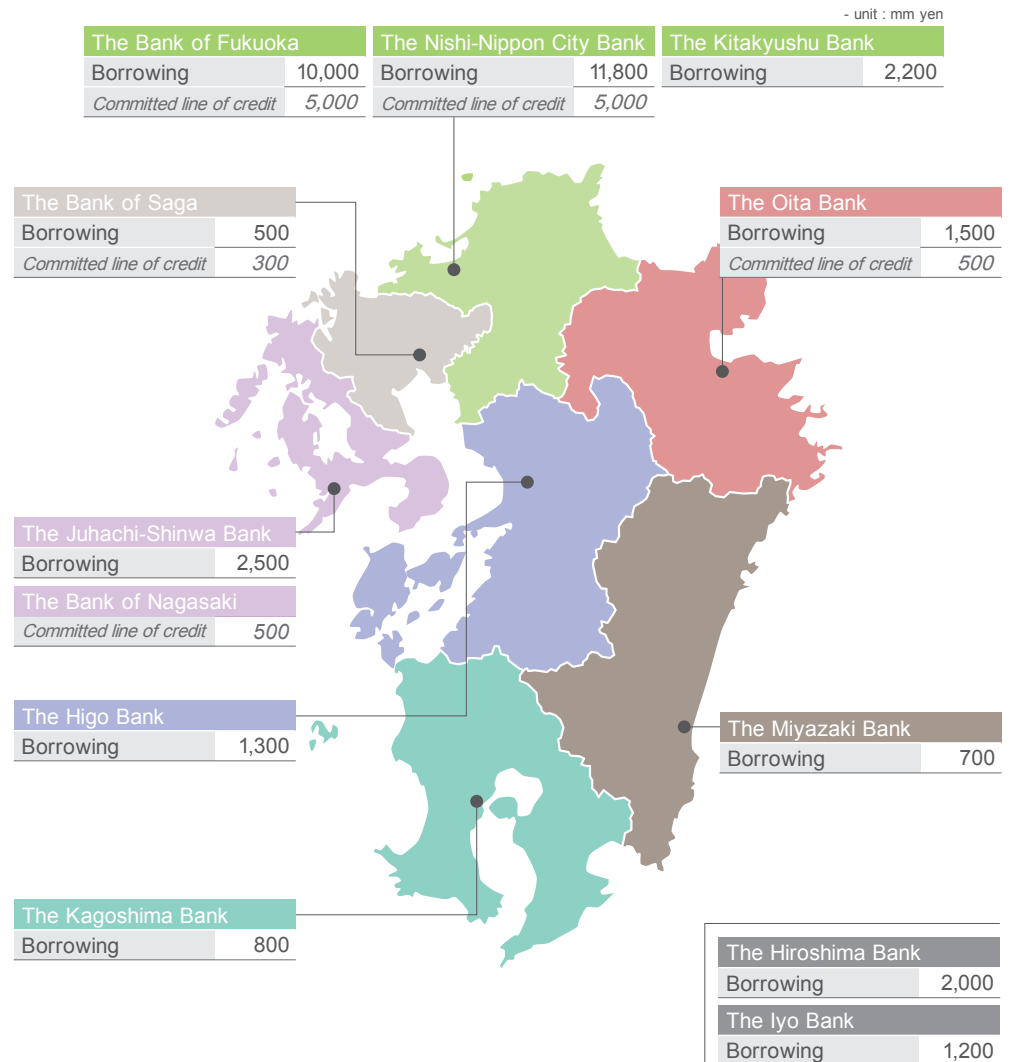 - unit : mm yen
The Bank of Fukuoka
Borrowing 10,000
Committed line of credit 5,000
The Nishi-Nippon City Bank
Borrowing 11,800
Committed line of credit 5,000
The Kitakyushu Bank
Borrowing 2,200
The Bank of Saga
Borrowing 500
Committed line of credit 300
The Oita Bank
Borrowing 1,500
Committed line of credit 500
The Juhachi-Shinwa Bank
Borrowing 2,500
The Bank of Nagasaki
Committed line of credit 500
The Higo Bank
Borrowing 1,300
The Miyazaki Bank
Borrowing 700
The Kagoshima Bank
Borrowing 800
The Hiroshima Bank
Borrowing 2,000
The Iyo Bank
Borrowing 1,200